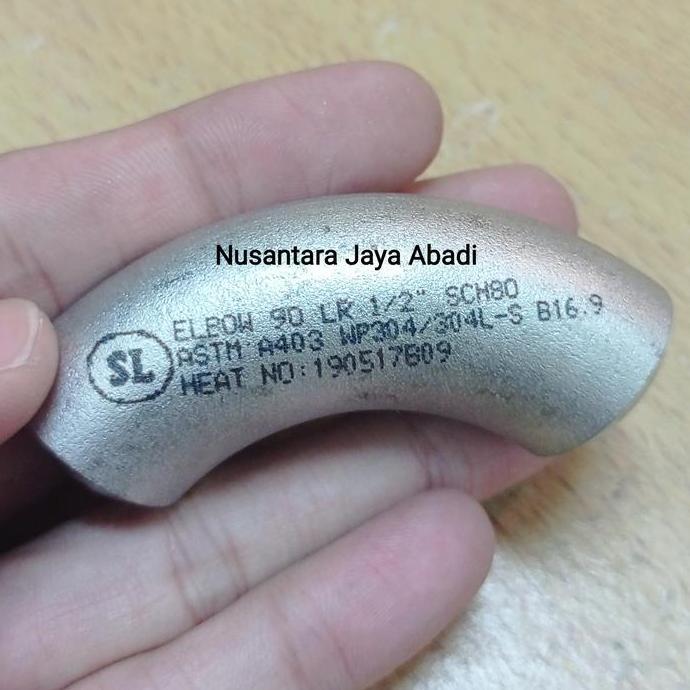 Nusantara Jaya Abadi
ELBOW 90 LR 1/2" SCH80
ASTM A403 WP304/304L-S B16.9
HEAT NO:190517B09
SL